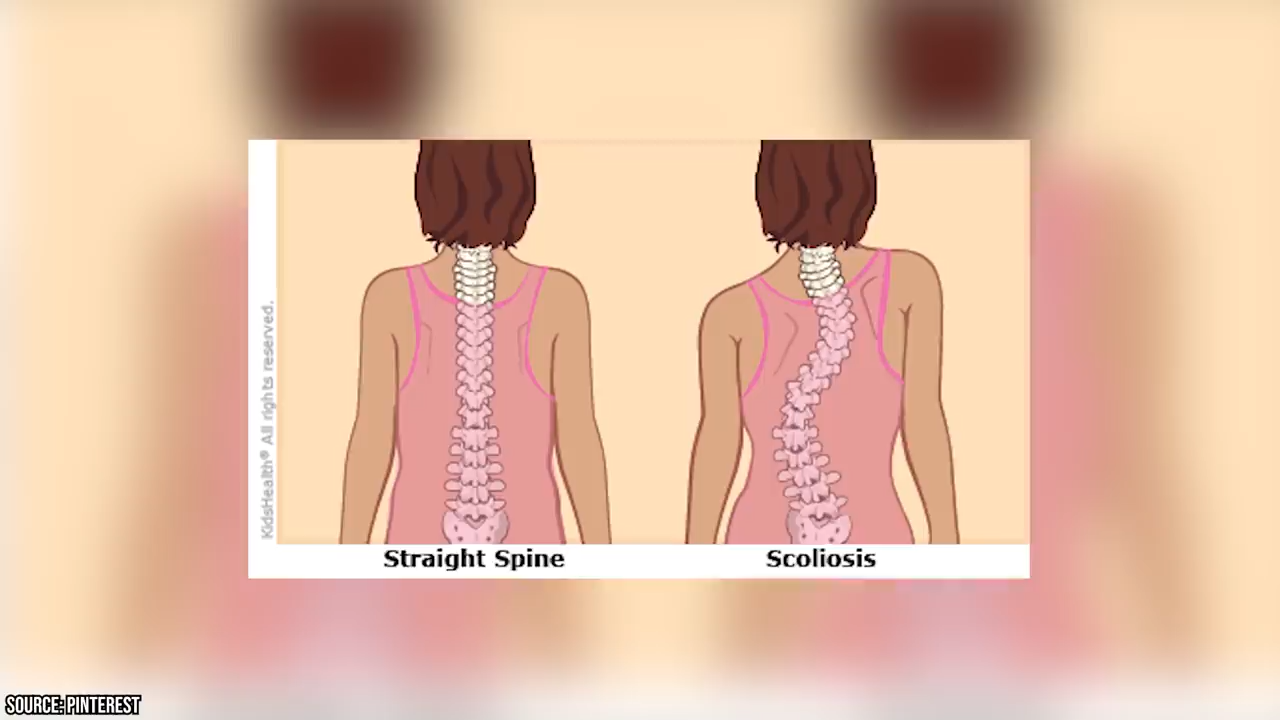 KidsHealth® All rights reserved.
Straight Spine
Scoliosis
SOURCE: PINTEREST